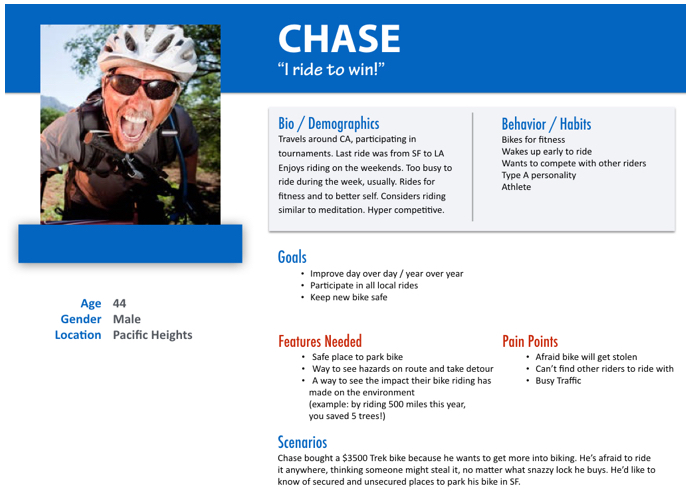 CHASE
“I ride to win!”
Bio / Demographics
Travels around CA, participating in
tournaments. Last ride was from SF to LA
Enjoys riding on the weekends. Too busy to
ride during the week, usually. Rides for
fitness and to better self. Considers riding
similar to meditation. Hyper competitive.
Behavior / Habits
Bikes for fitness
Wakes up early to ride
Wants to compete with other riders
Type A personality
Athlete
Age 44
Gender Male
Location Pacific Heights
Goals
• Improve day over day / year over year
• Participate in all local rides
• Keep new bike safe
Features Needed
• Safe place to park bike
• Way to see hazards on route and take detour
• A way to see the impact their bike riding has
made on the environment
(example: by riding 500 miles this year,
you saved 5 trees!)
Pain Points
• Afraid bike will get stolen
• Can’t find other riders to ride with
• Busy Traffic
Scenarios
Chase bought a $3500 Trek bike because he wants to get more into biking. He’s afraid to ride
it anywhere, thinking someone might steal it, no matter what snazzy lock he buys. He’d like to
know of secured and unsecured places to park his bike in SF.